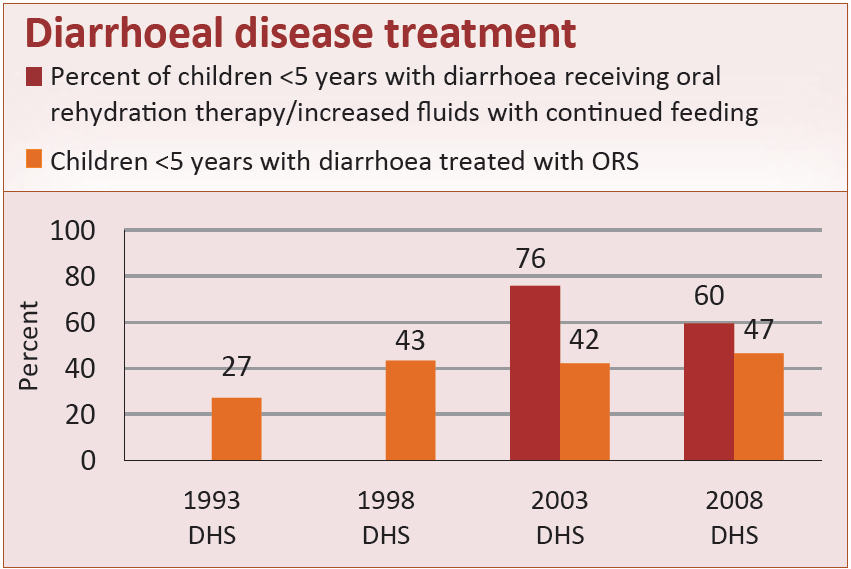 Diarrhoeal disease treatment
Percent of children <5 years with diarrhoea receiving oral
rehydration therapy/increased fluids with continued feeding
Children <5 years with diarrhoea treated with ORS
Percent
100
80
60
40
20
0
27
43
76
42
60
47
1993
DHS
1998
DHS
2003
DHS
2008
DHS